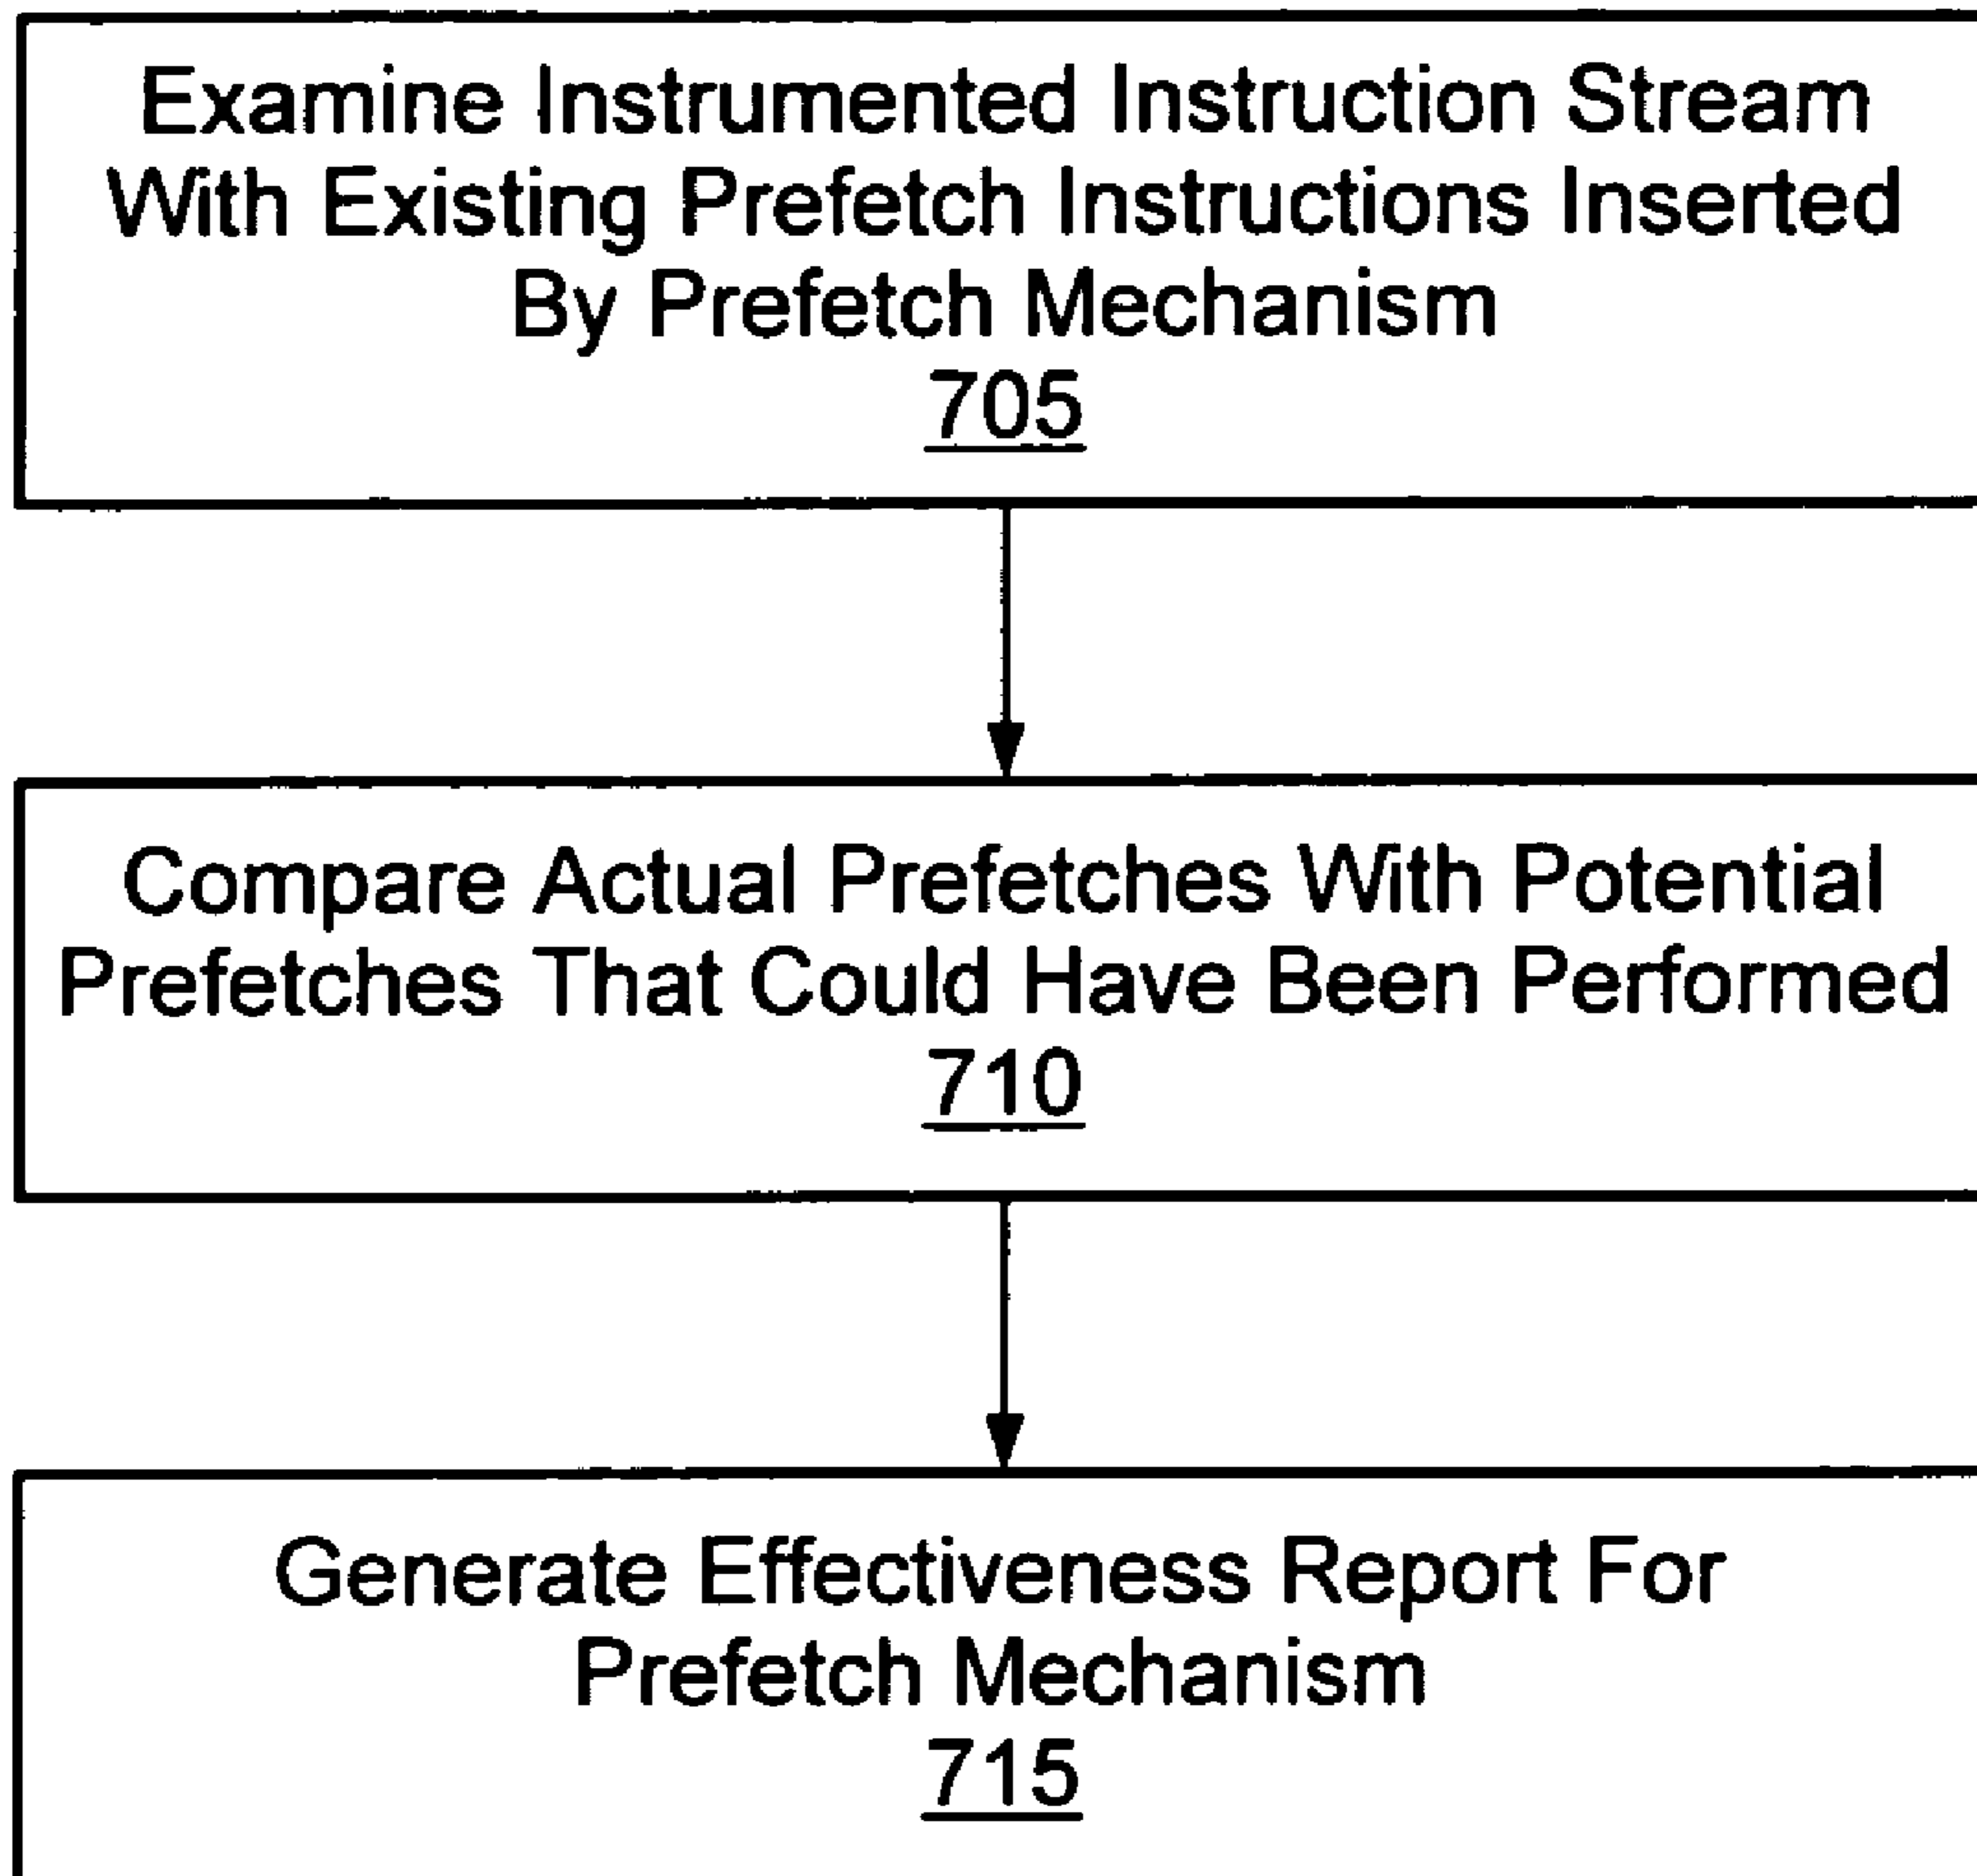 Examine Instrumented Instruction Stream
With Existing Prefetch Instructions Inserted
By Prefetch Mechanism
705
Compare Actual Prefetches With Potential
Prefetches That Could Have Been Performed
710
Generate Effectiveness Report For
Prefetch Mechanism
715